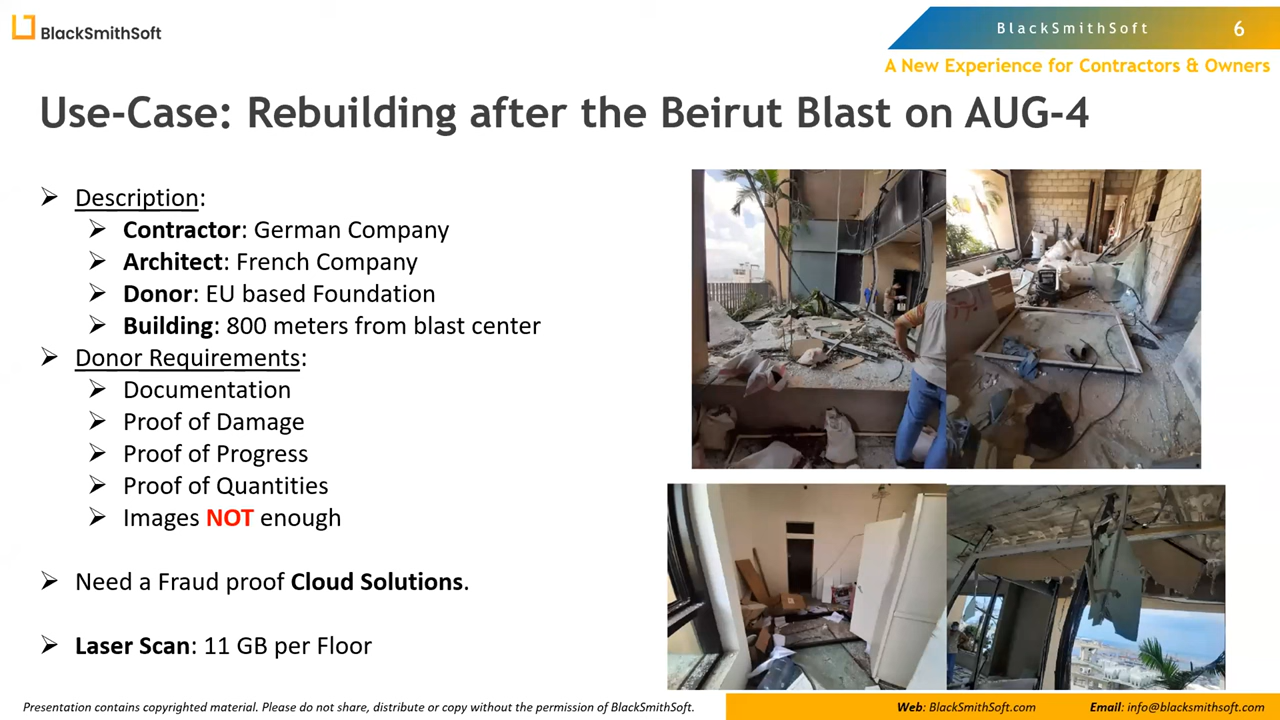 BlackSmithSoft
BlackSmithSoft 6
A New Experience for Contractors & Owners
Use-Case: Rebuilding after the Beirut Blast on AUG-4
➢ Description:
➢ Contractor: German Company
➢ Architect: French Company
➢ Donor: EU based Foundation
➢ Building: 800 meters from blast center
➢ Donor Requirements:
➢ Documentation
➢ Proof of Damage
➢ Proof of Progress
➢ Proof of Quantities
➢ Images NOT enough
➢ Need a Fraud proof Cloud Solutions.
➢ Laser Scan: 11 GB per Floor
Presentation contains copyrighted material. Please do not share, distribute or copy without the permission of BlackSmithSoft.
Web: BlackSmithSoft.com Email: info@blacksmithsoft.com